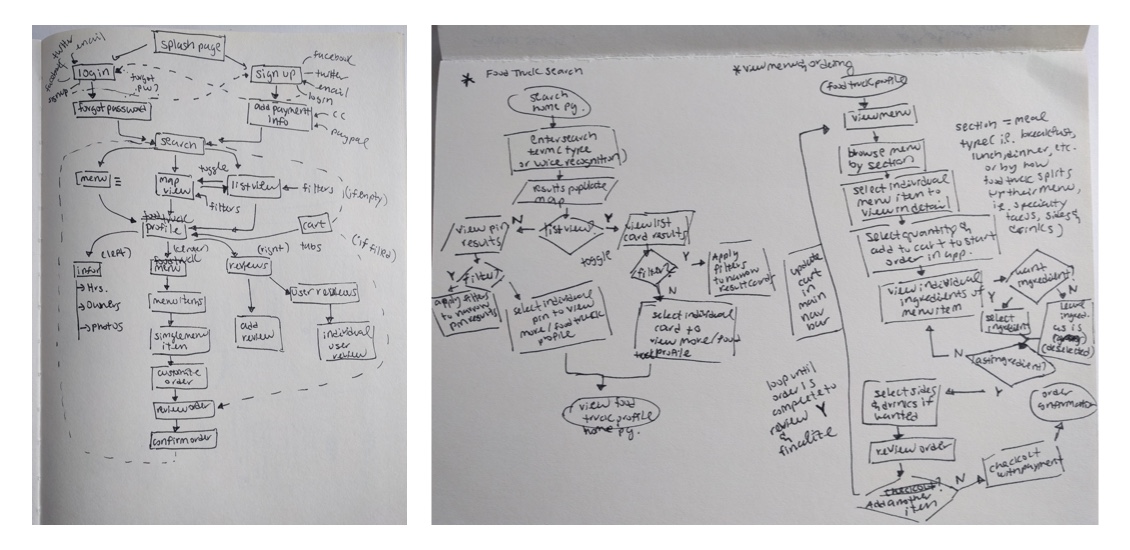 splash page
twitter
email
facebook
login
signup
forgot
pw?
sign up
facebook
twitter
email
login
forgot password
add payment
info
CC
paypal
search
menu
toggle
map
view
list view
filters
filters
(if empty)
cart
(if filled)
food truck
profile
(left)
(center)
(right)
tabs
info
Hrs.
Owners
photos
food truck
menu
reviews
menu items
user reviews
single menu
item
add
review
individual
user
review
customize
order
review order
confirm order
* Food Truck Search
search
home pg.
enter search
term (type
or voice recognition)
results populate
map
list view?
N
Y
view pin
results
view list
card results
toggle
filter?
Y
filter?
Y
N
apply filters
to narrow
pin results
Apply
filters
to narrow
result cards
select individual
pin to view
more / food truck
profile
select individual
card to
view more / food
truck profile
view food
truck profile
home pg.
* view menus & ordering
food truck profile
view menu
browse menu
by section
section = meal
type (i.e. breakfast,
lunch, dinner, etc.
or by how
food truck splits
up their menu,
i.e. specialty
tacos, sides &
drinks)
select individual
menu item to
view in detail
select quantity &
add to cart to start
order in app.
view individual
ingredients of
menu item
want
ingredient?
Y
N
select
ingredient
leave
ingred.
as is
(deselected)
last ingredient?
N
Y
update
cart
in
main
nav
bar
select sides
& drinks if
wanted
order
confirmation
loop until
order is
complete to
review
&
finalize
Y
review order
checkout?
Add another
item
N
checkout
with payment